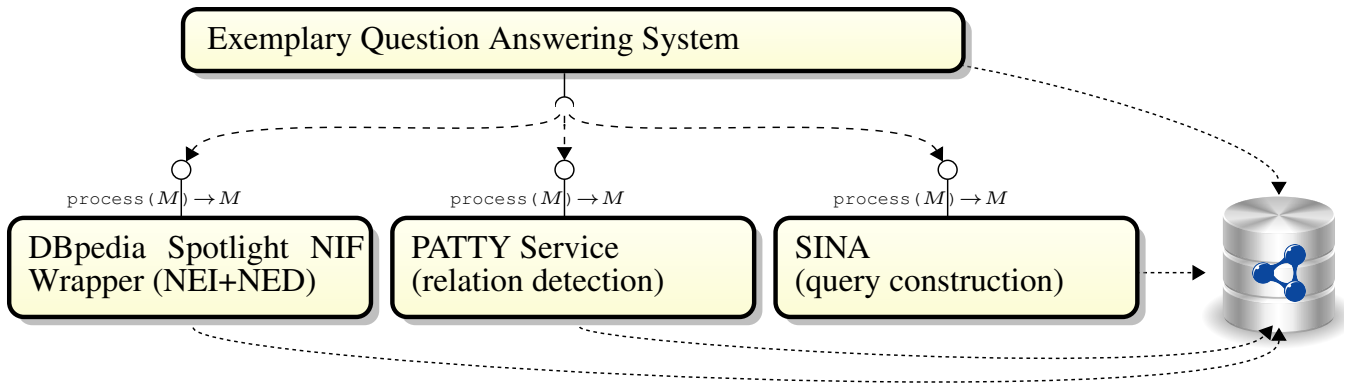 Exemplary Question Answering System
process(M)→M
process(M)→M
process(M)→M
DBpedia Spotlight NIF
Wrapper (NEI+NED)
PATTY Service
(relation detection)
SINA
(query construction)